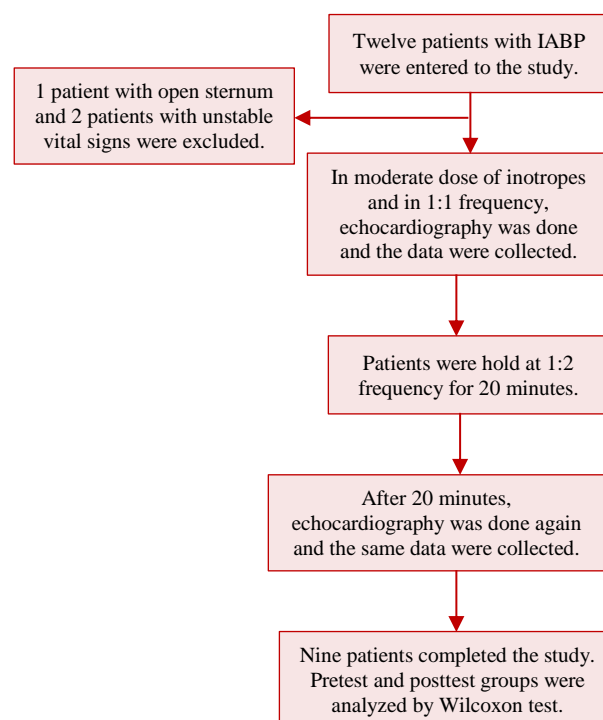 Twelve patients with IABP
were entered to the study.
1 patient with open sternum
and 2 patients with unstable
vital signs were excluded.
In moderate dose of inotropes
and in 1:1 frequency,
echocardiography was done
and the data were collected.
Patients were hold at 1:2
frequency for 20 minutes.
After 20 minutes,
echocardiography was done again
and the same data were collected.
Nine patients completed the study.
Pretest and posttest groups were
analyzed by Wilcoxon test.